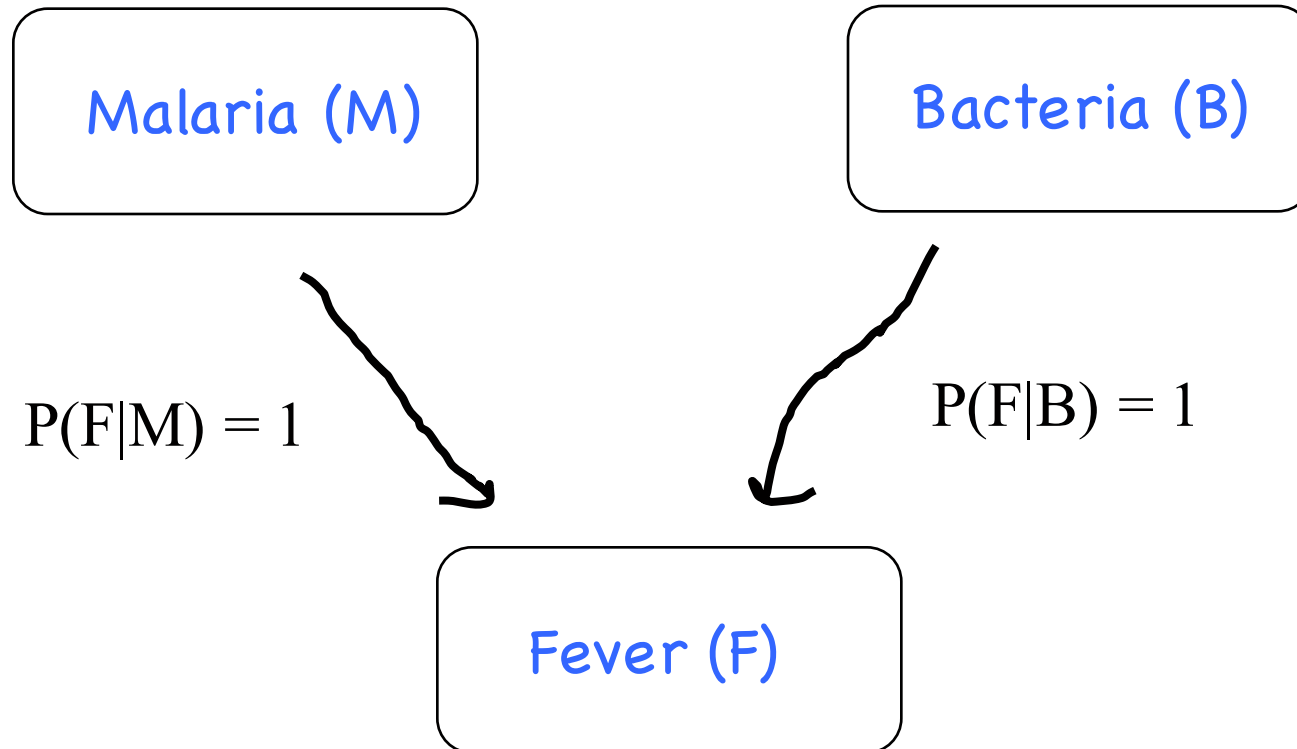 Malaria (M)
Bacteria (B)
P(F|M) = 1
P(F|B) = 1
Fever (F)